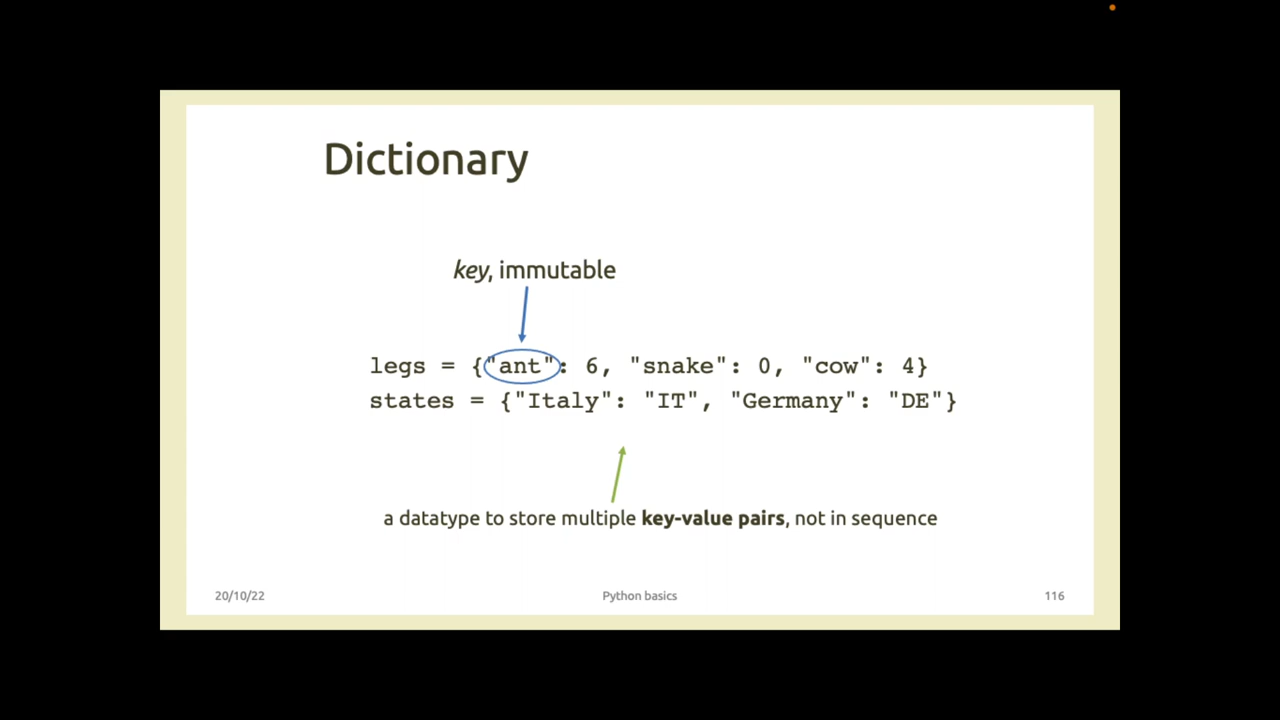 Dictionary
key, immutable
legs = {"ant": 6, "snake": 0, "cow": 4}
states = {"Italy": "IT", "Germany": "DE"}
a datatype to store multiple key-value pairs, not in sequence
20/10/22 Python basics 116